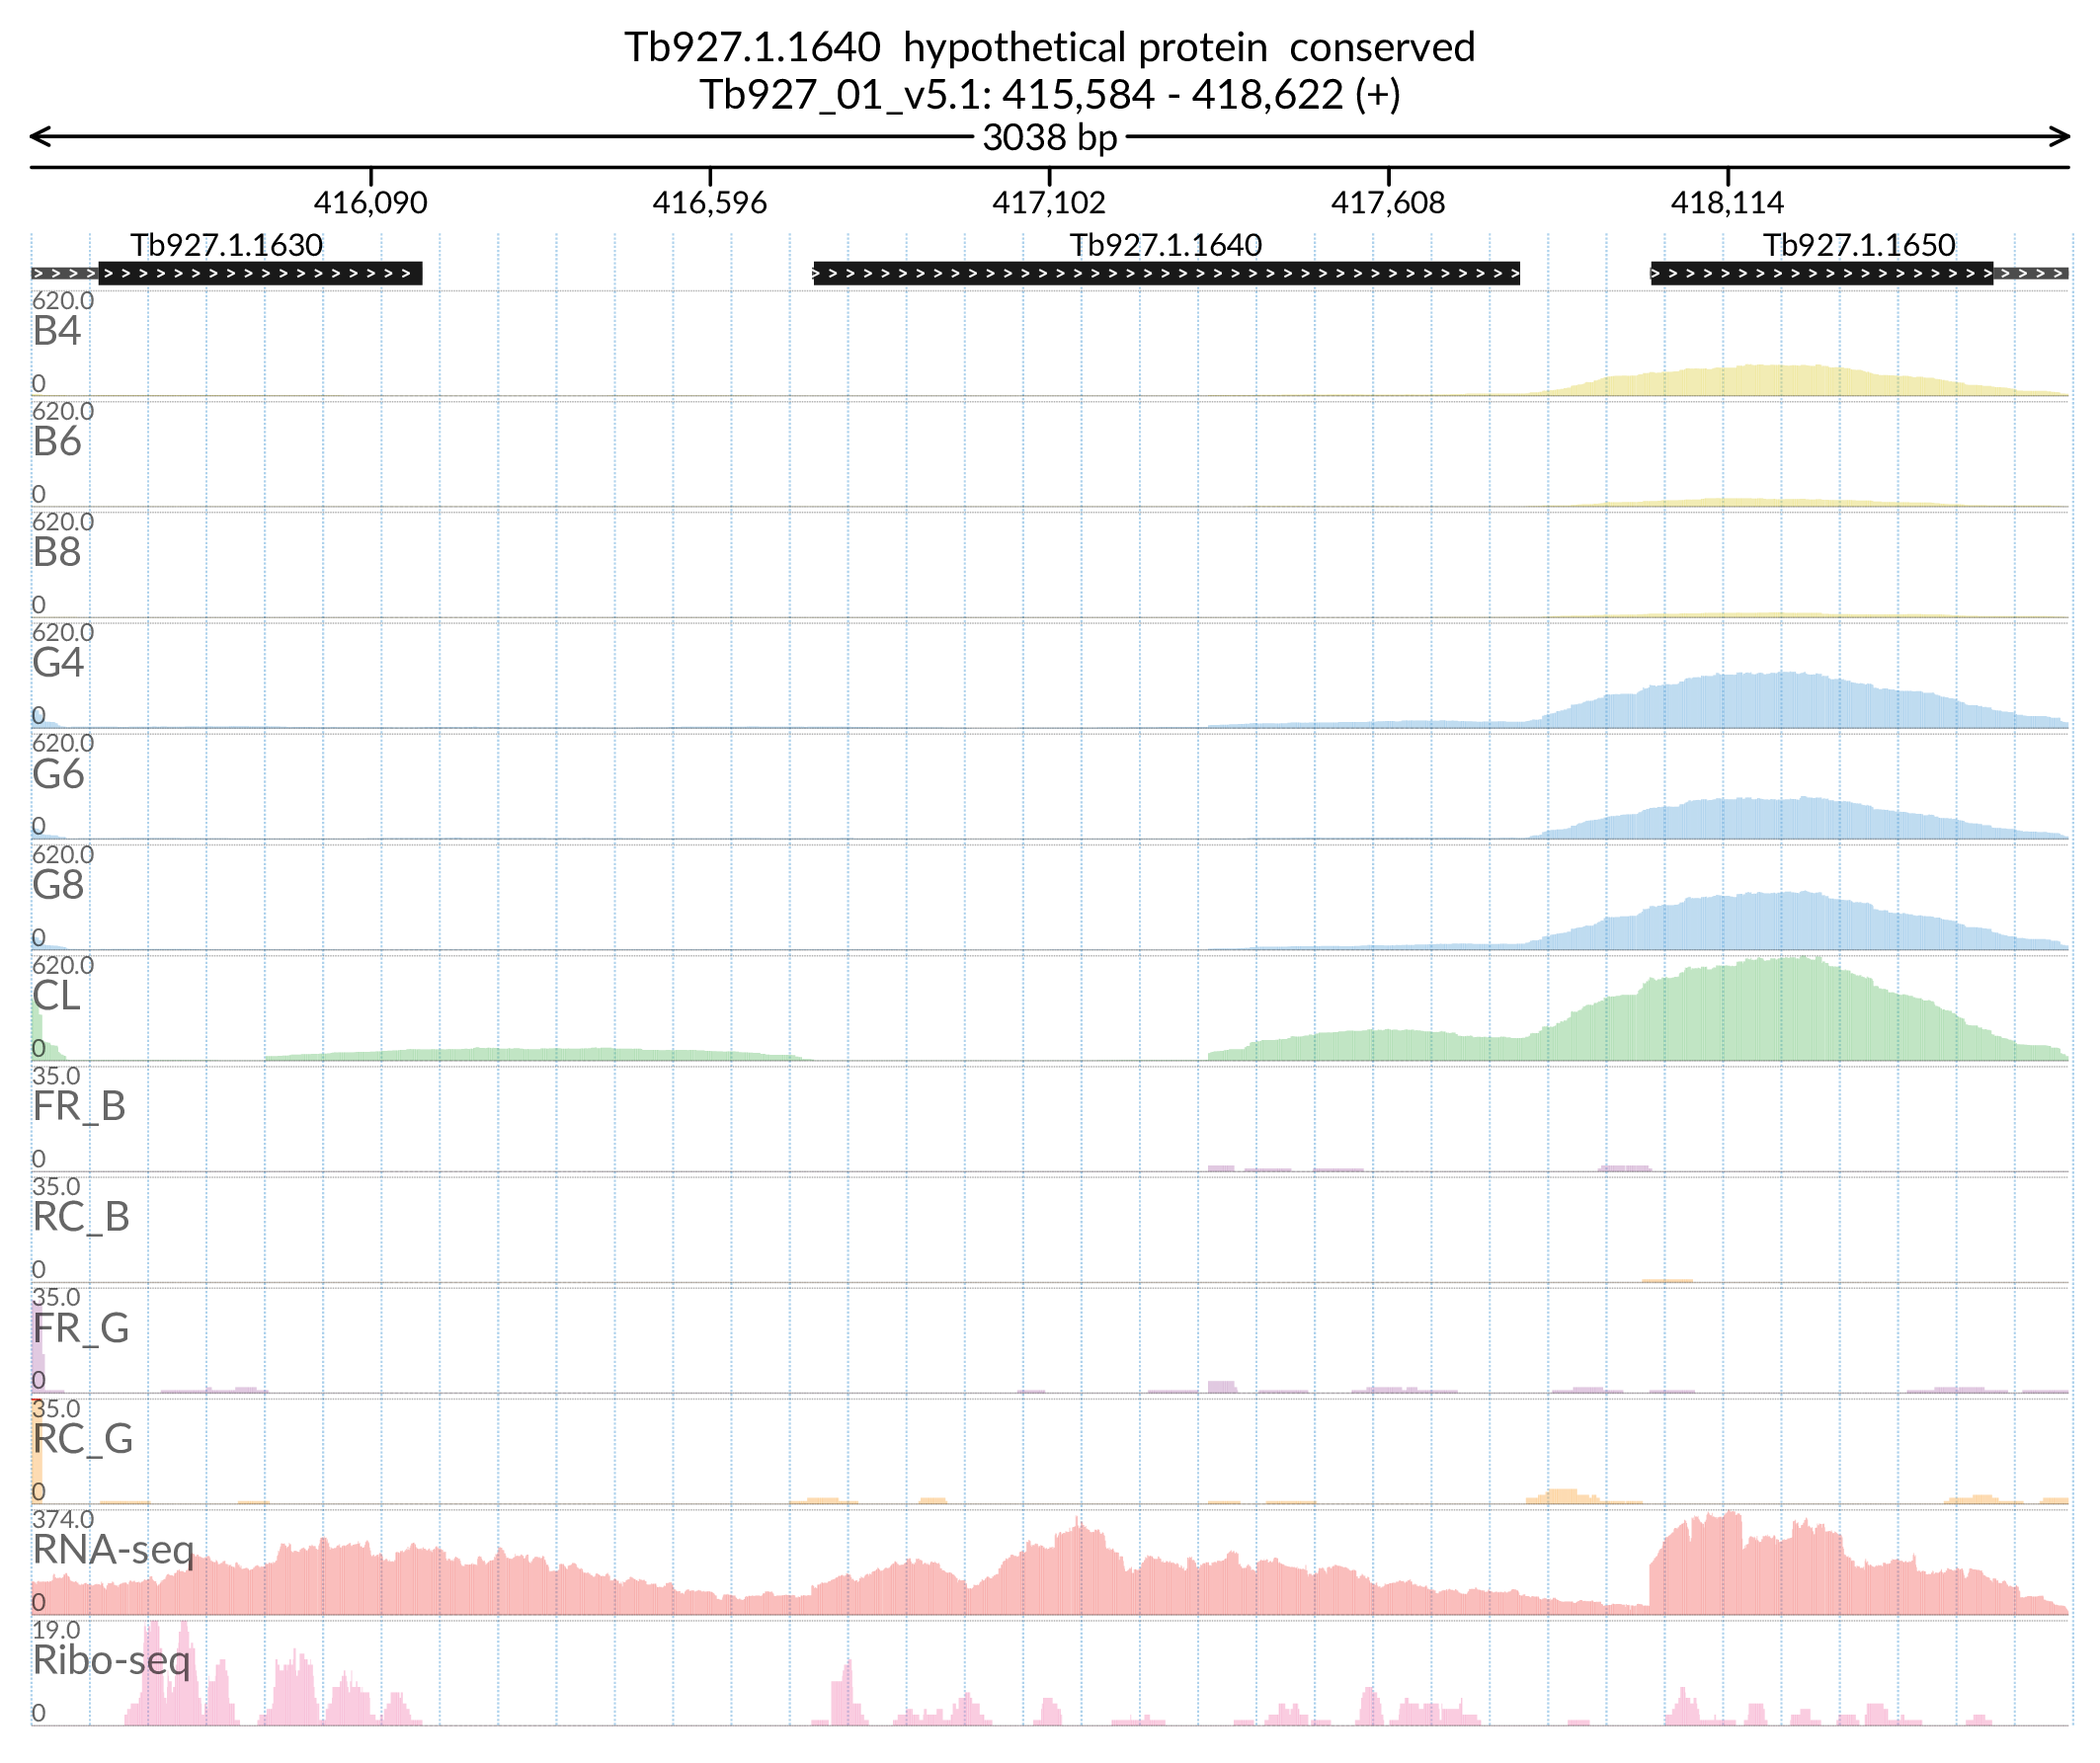 Tb927.1.1640 hypothetical protein conserved
Tb927_01_v5.1: 415,584 - 418,622 (+)
3038 bp
416,090 416,596 417,102 417,608 418,114
Tb927.1.1630 Tb927.1.1640 Tb927.1.1650
620.0
B4
0
620.0
B6
0
620.0
B8
0
620.0
G4
0
620.0
G6
0
620.0
G8
0
620.0
CL
0
35.0
FR_B
0
35.0
RC_B
0
35.0
FR_G
0
35.0
RC_G
0
374.0
RNA-seq
0
19.0
Ribo-seq
0